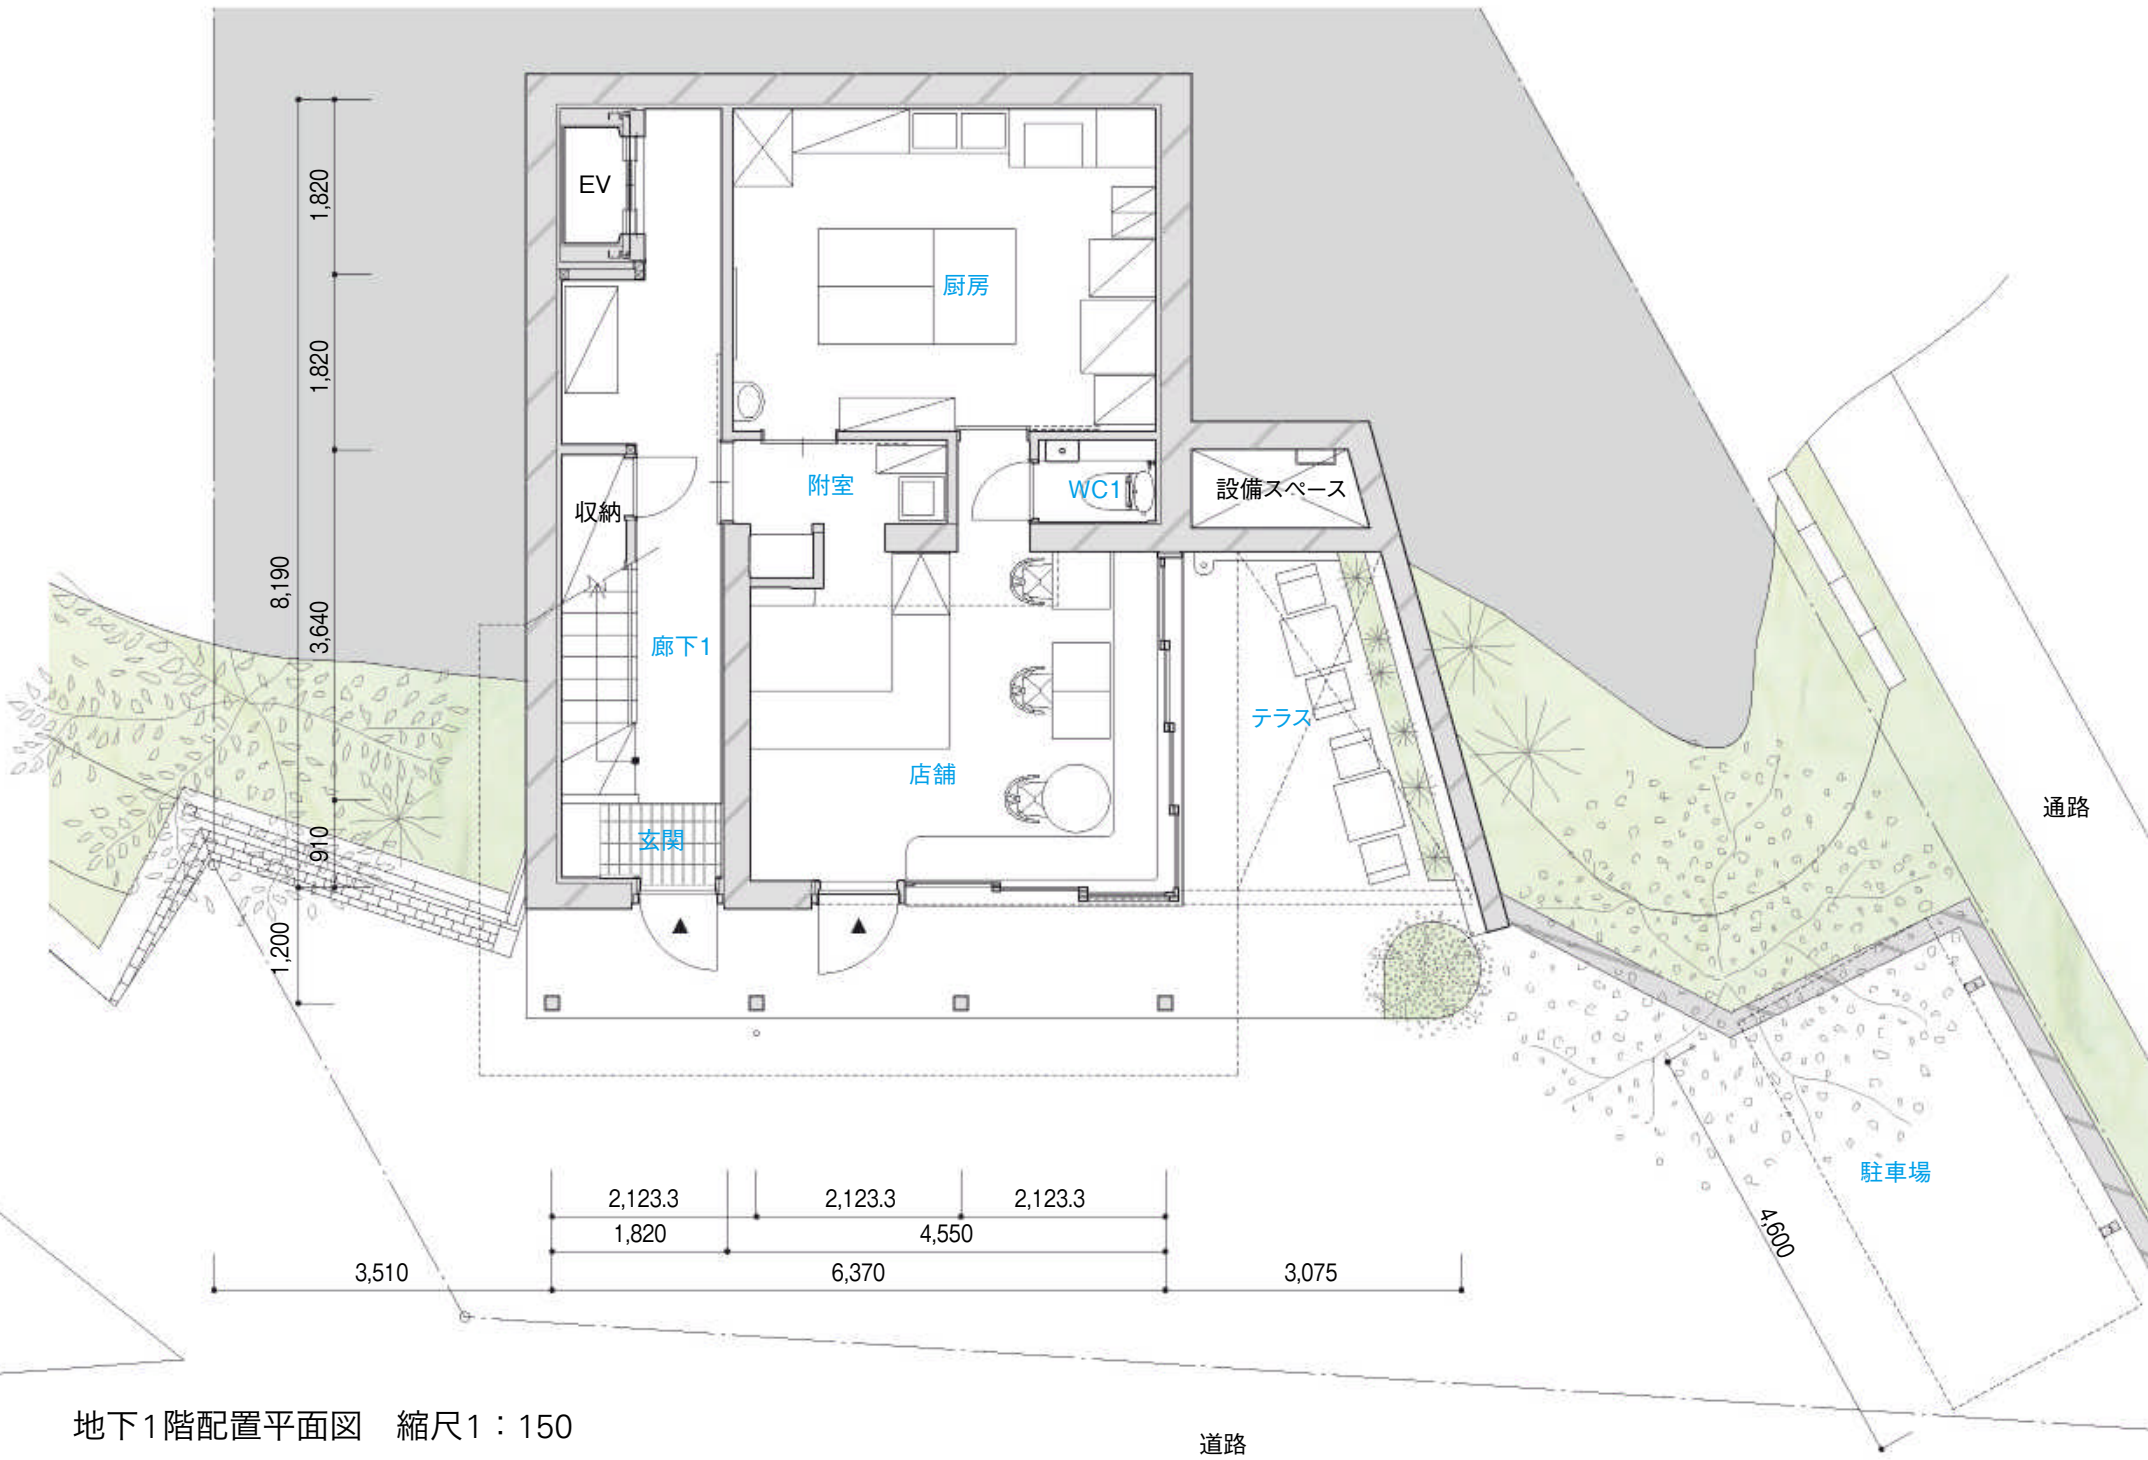 EV
1,820
厨房
1,820
附室
WC1
設備スペース
収納
8,190
3,640
廊下1
テラス
店舗
通路
910
玄関
1,200
駐車場
2,123.3
2,123.3
2,123.3
1,820
4,550
4,600
3,510
6,370
3,075
地下1階配置平面図 縮尺1：150
道路